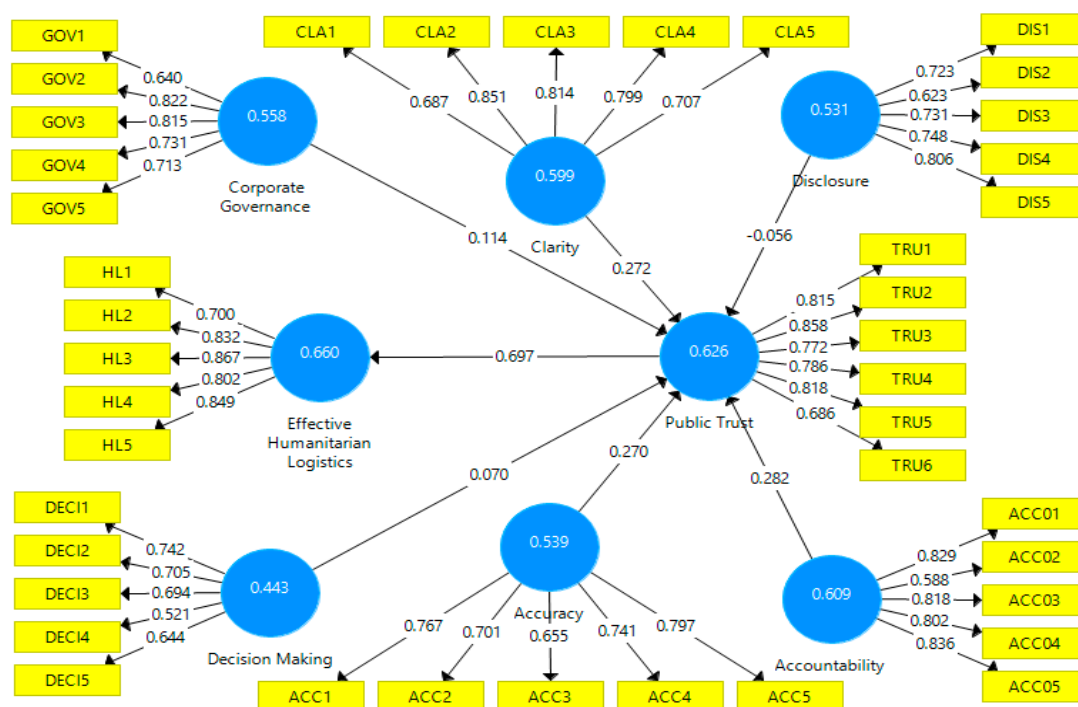 GOV1
GOV2
GOV3
GOV4
GOV5
0.640
0.822
0.815
0.731
0.713
0.558
Corporate
Governance
CLA1
CLA2
CLA3
CLA4
CLA5
0.687
0.851
0.814
0.799
0.707
0.599
Clarity
DIS1
DIS2
DIS3
DIS4
DIS5
0.723
0.623
0.731
0.748
0.806
0.531
Disclosure
0.114
0.272
-0.056
HL1
HL2
HL3
HL4
HL5
0.700
0.832
0.867
0.802
0.849
0.660
Effective
Humanitarian
Logistics
0.697
0.626
Public Trust
TRU1
TRU2
TRU3
TRU4
TRU5
TRU6
0.815
0.858
0.772
0.786
0.818
0.686
0.070
0.270
0.282
DECI1
DECI2
DECI3
DECI4
DECI5
0.742
0.705
0.694
0.521
0.644
0.443
Decision Making
0.539
Accuracy
0.767
0.701
0.655
0.741
0.797
ACC1
ACC2
ACC3
ACC4
ACC5
0.609
Accountability
0.829
0.588
0.818
0.802
0.836
ACC01
ACC02
ACC03
ACC04
ACC05